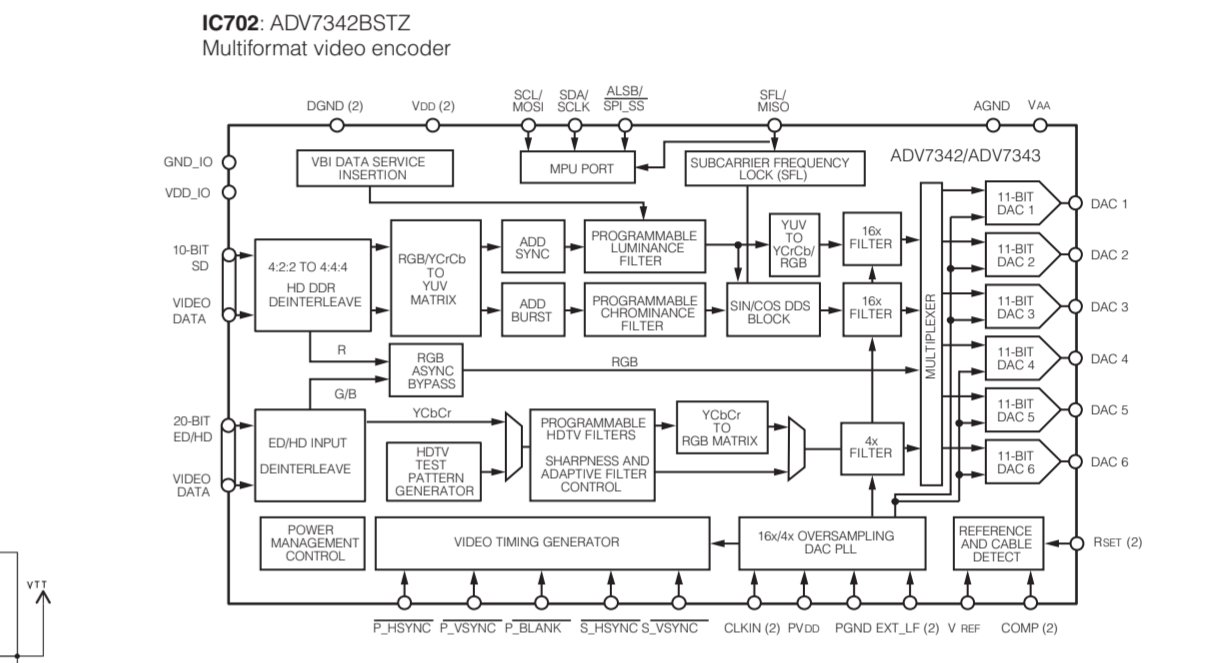 IC702: ADV7342BSTZ
Multiformat video encoder
DGND (2)
VDD (2)
SCL/
MOSI
SDA/
SCLK
ALSB/
SPI_SS
SFL/
MISO
AGND
VAA
GND_IO
VDD_IO
VBI DATA SERVICE
INSERTION
MPU PORT
SUBCARRIER FREQUENCY
LOCK (SFL)
ADV7342/ADV7343
10-BIT
SD
VIDEO
DATA
4:2:2 TO 4:4:4
HD DDR
DEINTERLEAVE
RGB/YCrCb
TO
YUV
MATRIX
ADD
SYNC
PROGRAMMABLE
LUMINANCE
FILTER
YUV
TO
YCrCb/
RGB
16x
FILTER
ADD
BURST
PROGRAMMABLE
CHROMINANCE
FILTER
SIN/COS DDS
BLOCK
16x
FILTER
MULTIPLEXER
11-BIT
DAC 1
DAC 1
11-BIT
DAC 2
DAC 2
11-BIT
DAC 3
DAC 3
11-BIT
DAC 4
DAC 4
11-BIT
DAC 5
DAC 5
11-BIT
DAC 6
DAC 6
R
G/B
RGB
ASYNC
BYPASS
RGB
20-BIT
ED/HD
VIDEO
DATA
ED/HD INPUT
DEINTERLEAVE
YCbCr
HDTV
TEST
PATTERN
GENERATOR
PROGRAMMABLE
HDTV FILTERS
SHARPNESS AND
ADAPTIVE FILTER
CONTROL
YCbCr
TO
RGB MATRIX
4x
FILTER
POWER
MANAGEMENT
CONTROL
VIDEO TIMING GENERATOR
16x/4x OVERSAMPLING
DAC PLL
REFERENCE
AND CABLE
DETECT
RSET (2)
P_HSYNC
P_VSYNC
P_BLANK
S_HSYNC
S_VSYNC
CLKIN (2)
PVDD
PGND
EXT_LF (2)
V REF
COMP (2)
VTT